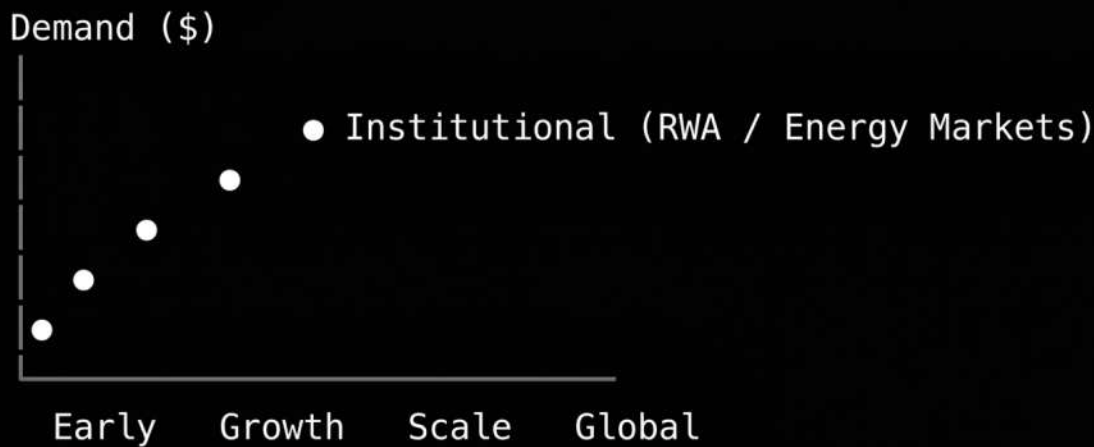 Demand ($)
Institutional (RWA / Energy Markets)
Early Growth Scale Global